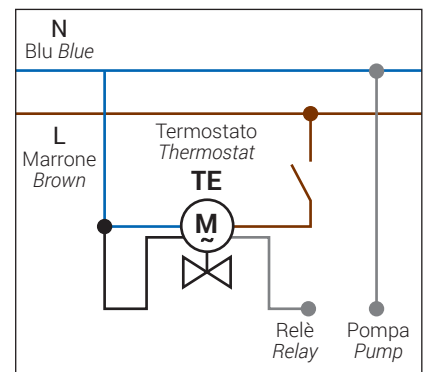 N
Blu Blue
L
Marrone
Brown
Termostato
Thermostat
TE
M
~
Relè
Relay
Pompa
Pump